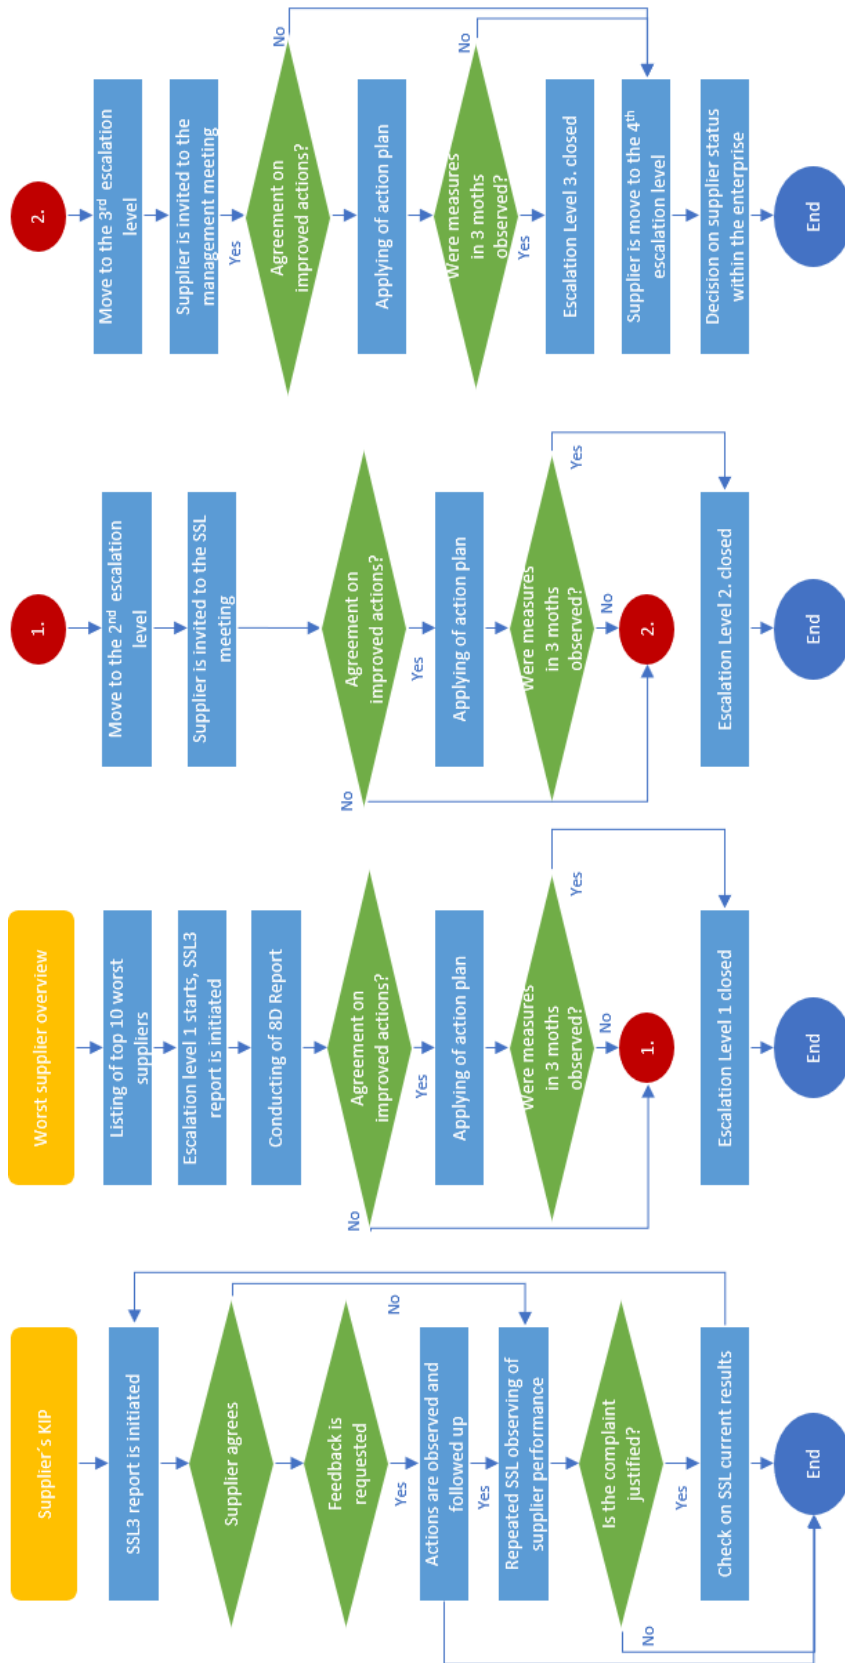 Supplier´s KIP
SSL3 report is initiated
Supplier agrees
No
Feedback is
requested
Yes
Actions are observed and
followed up
Yes
Repeated SSL observing of
supplier performance
Is the complaint
justified?
No
Yes
Check on SSL current results
End
Worst supplier overview
Listing of top 10 worst
suppliers
Escalation level 1 starts, SSL3
report is initiated
Conducting of 8D Report
Agreement on
improved actions?
No
Yes
Applying of action plan
Were measures
in 3 moths
observed?
Yes
No
1.
Escalation Level 1 closed
End
1.
Move to the 2nd escalation
level
Supplier is invited to the SSL
meeting
Agreement on
improved actions?
No
Yes
Applying of action plan
Were measures
in 3 moths
observed?
Yes
No
2.
Escalation Level 2. closed
End
2.
Move to the 3rd escalation
level
Supplier is invited to the
management meeting
Yes
Agreement on
improved actions?
No
Applying of action plan
Were measures
in 3 moths
observed?
No
Yes
Escalation Level 3. closed
Supplier is move to the 4th
escalation level
Decision on supplier status
within the enterprise
End